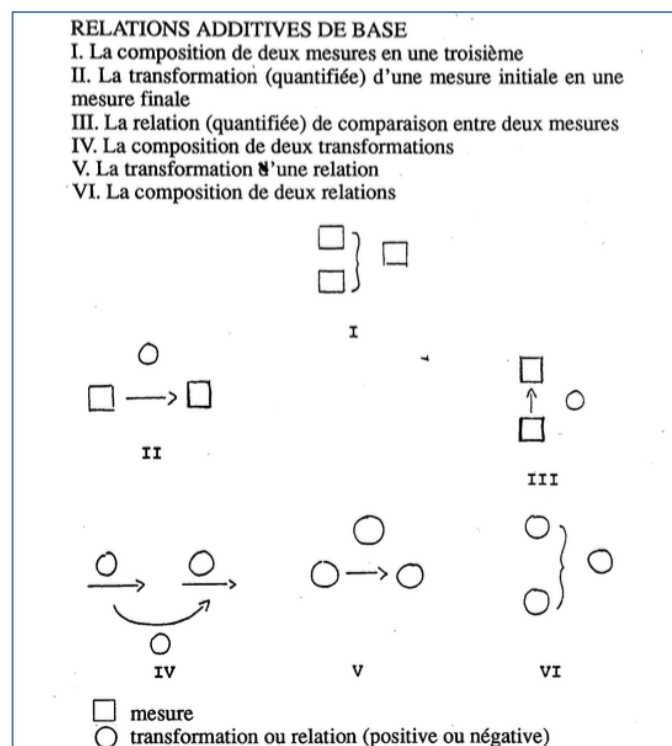 RELATIONS ADDITIVES DE BASE
I. La composition de deux mesures en une troisième
II. La transformation (quantifiée) d'une mesure initiale en une
mesure finale
III. La relation (quantifiée) de comparaison entre deux mesures
IV. La composition de deux transformations
V. La transformation d'une relation
VI. La composition de deux relations
I
II
III
IV
V
VI
mesure
transformation ou relation (positive ou négative)